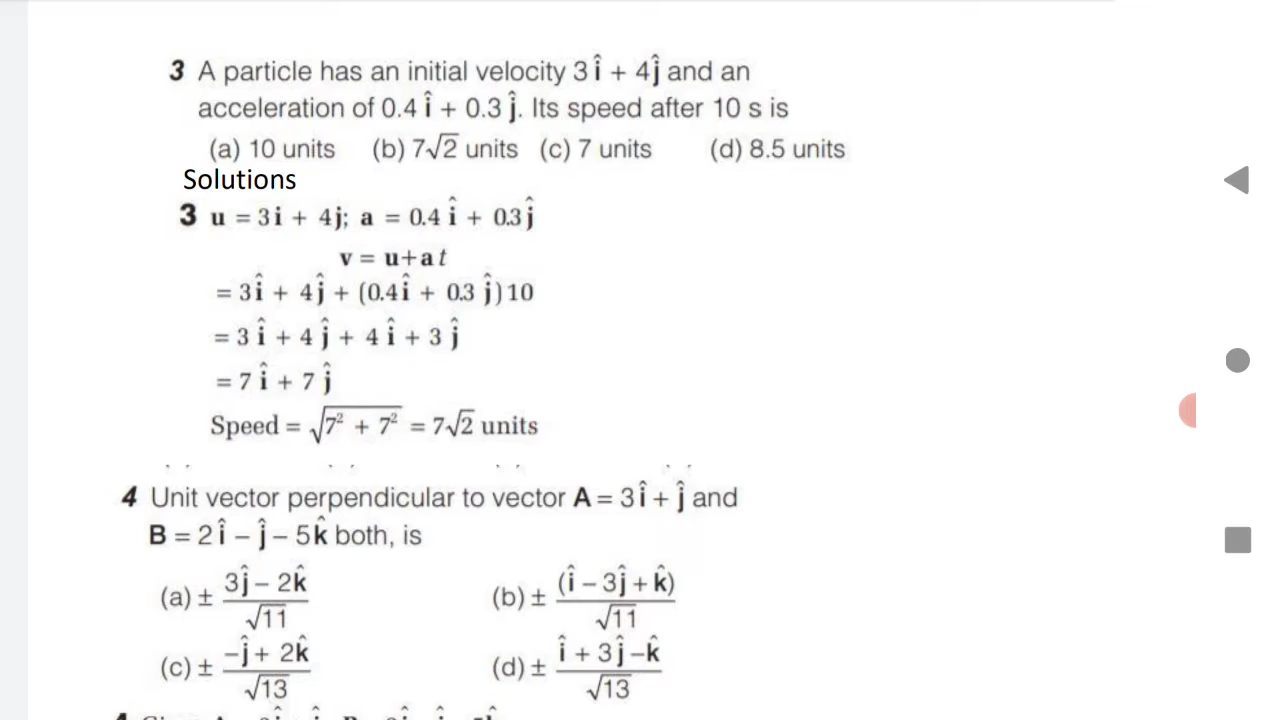 3 A particle has an initial velocity 3 î + 4ĵ and an
acceleration of 0.4 î + 0.3 ĵ. Its speed after 10 s is
(a) 10 units (b) 7√2 units (c) 7 units (d) 8.5 units
Solutions
3 u = 3i + 4j; a = 0.4 î + 0.3 ĵ
v = u+at
= 3î + 4ĵ + (0.4î + 0.3 ĵ)10
= 3 î + 4 ĵ + 4 î + 3 ĵ
= 7 î + 7 ĵ
Speed = √(7² + 7²) = 7√2 units
4 Unit vector perpendicular to vector A = 3 î + ĵ and
B = 2 î − ĵ − 5k̂ both, is
(a) ± (3ĵ − 2k̂)/√11 (b) ± (î − 3ĵ + k̂)/√11
(c) ± (−ĵ + 2k̂)/√13 (d) ± (î + 3ĵ − k̂)/√13